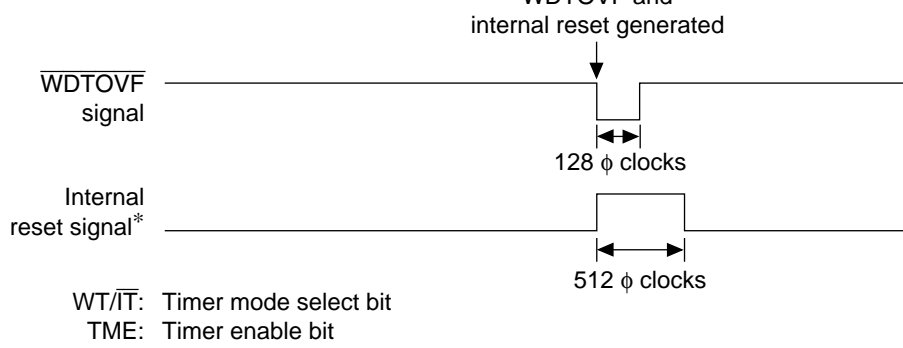 internal reset generated
WDTOVF
signal
128 ϕ clocks
Internal
reset signal*
512 ϕ clocks
WT/IT: Timer mode select bit
TME: Timer enable bit